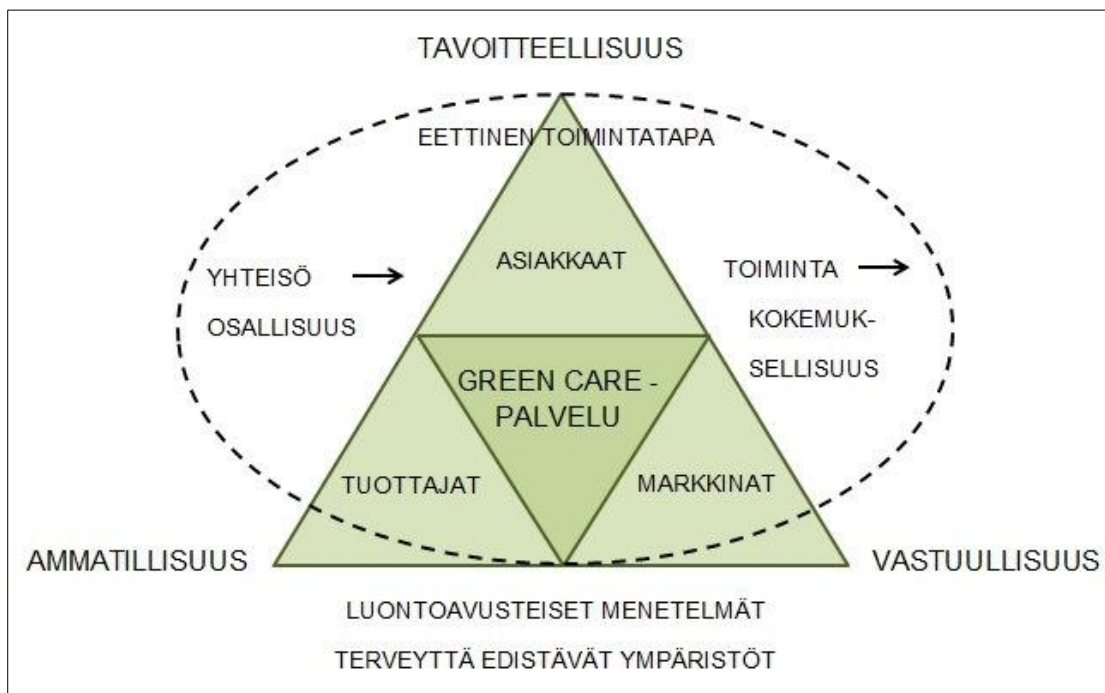 TAVOITTEELLISUUS
EETTINEN TOIMINTATAPA
ASIAKKAAT
YHTEISÖ
OSALLISUUS
TOIMINTA
KOKEMUK-
SELLISUUS
GREEN CARE -
PALVELU
TUOTTAJAT
MARKKINAT
AMMATILLISUUS
VASTUULLISUUS
LUONTOAVUSTEISET MENETELMÄT
TERVEYTTÄ EDISTÄVÄT YMPÄRISTÖT